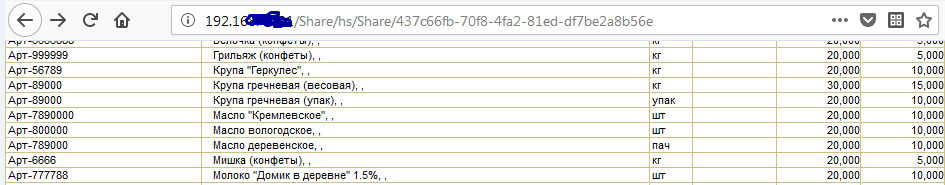 192.16 1/Share/hs/Share/437c66fb-70f8-4fa2-81ed-df7be2a8b56e
Белочка (конфеты), , кг 20,000 5,000
Арт-999999 Грильяж (конфеты), , кг 20,000 5,000
Арт-56789 Крупа "Геркулес", , кг 20,000 10,000
Арт-89000 Крупа гречневая (весовая), , кг 30,000 15,000
Арт-89000 Крупа гречневая (упак), , упак 20,000 10,000
Арт-7890000 Масло "Кремлевское", , шт 20,000 10,000
Арт-800000 Масло вологодское, , шт 20,000 10,000
Арт-789000 Масло деревенское, , пач 20,000 10,000
Арт-6666 Мишка (конфеты), , кг 20,000 5,000
Арт-777788 Молоко "Домик в деревне" 1.5%, , шт 20,000 10,000